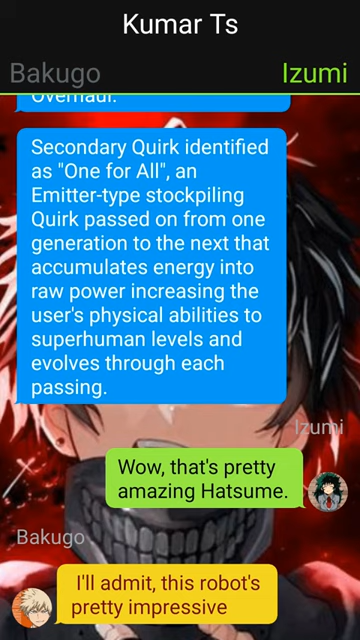 Kumar Ts
Bakugo Izumi
Overhaul.
Secondary Quirk identified
as "One for All", an
Emitter-type stockpiling
Quirk passed on from one
generation to the next that
accumulates energy into
raw power increasing the
user's physical abilities to
superhuman levels and
evolves through each
passing.
Izumi
Wow, that's pretty
amazing Hatsume.
Bakugo
I'll admit, this robot's
pretty impressive